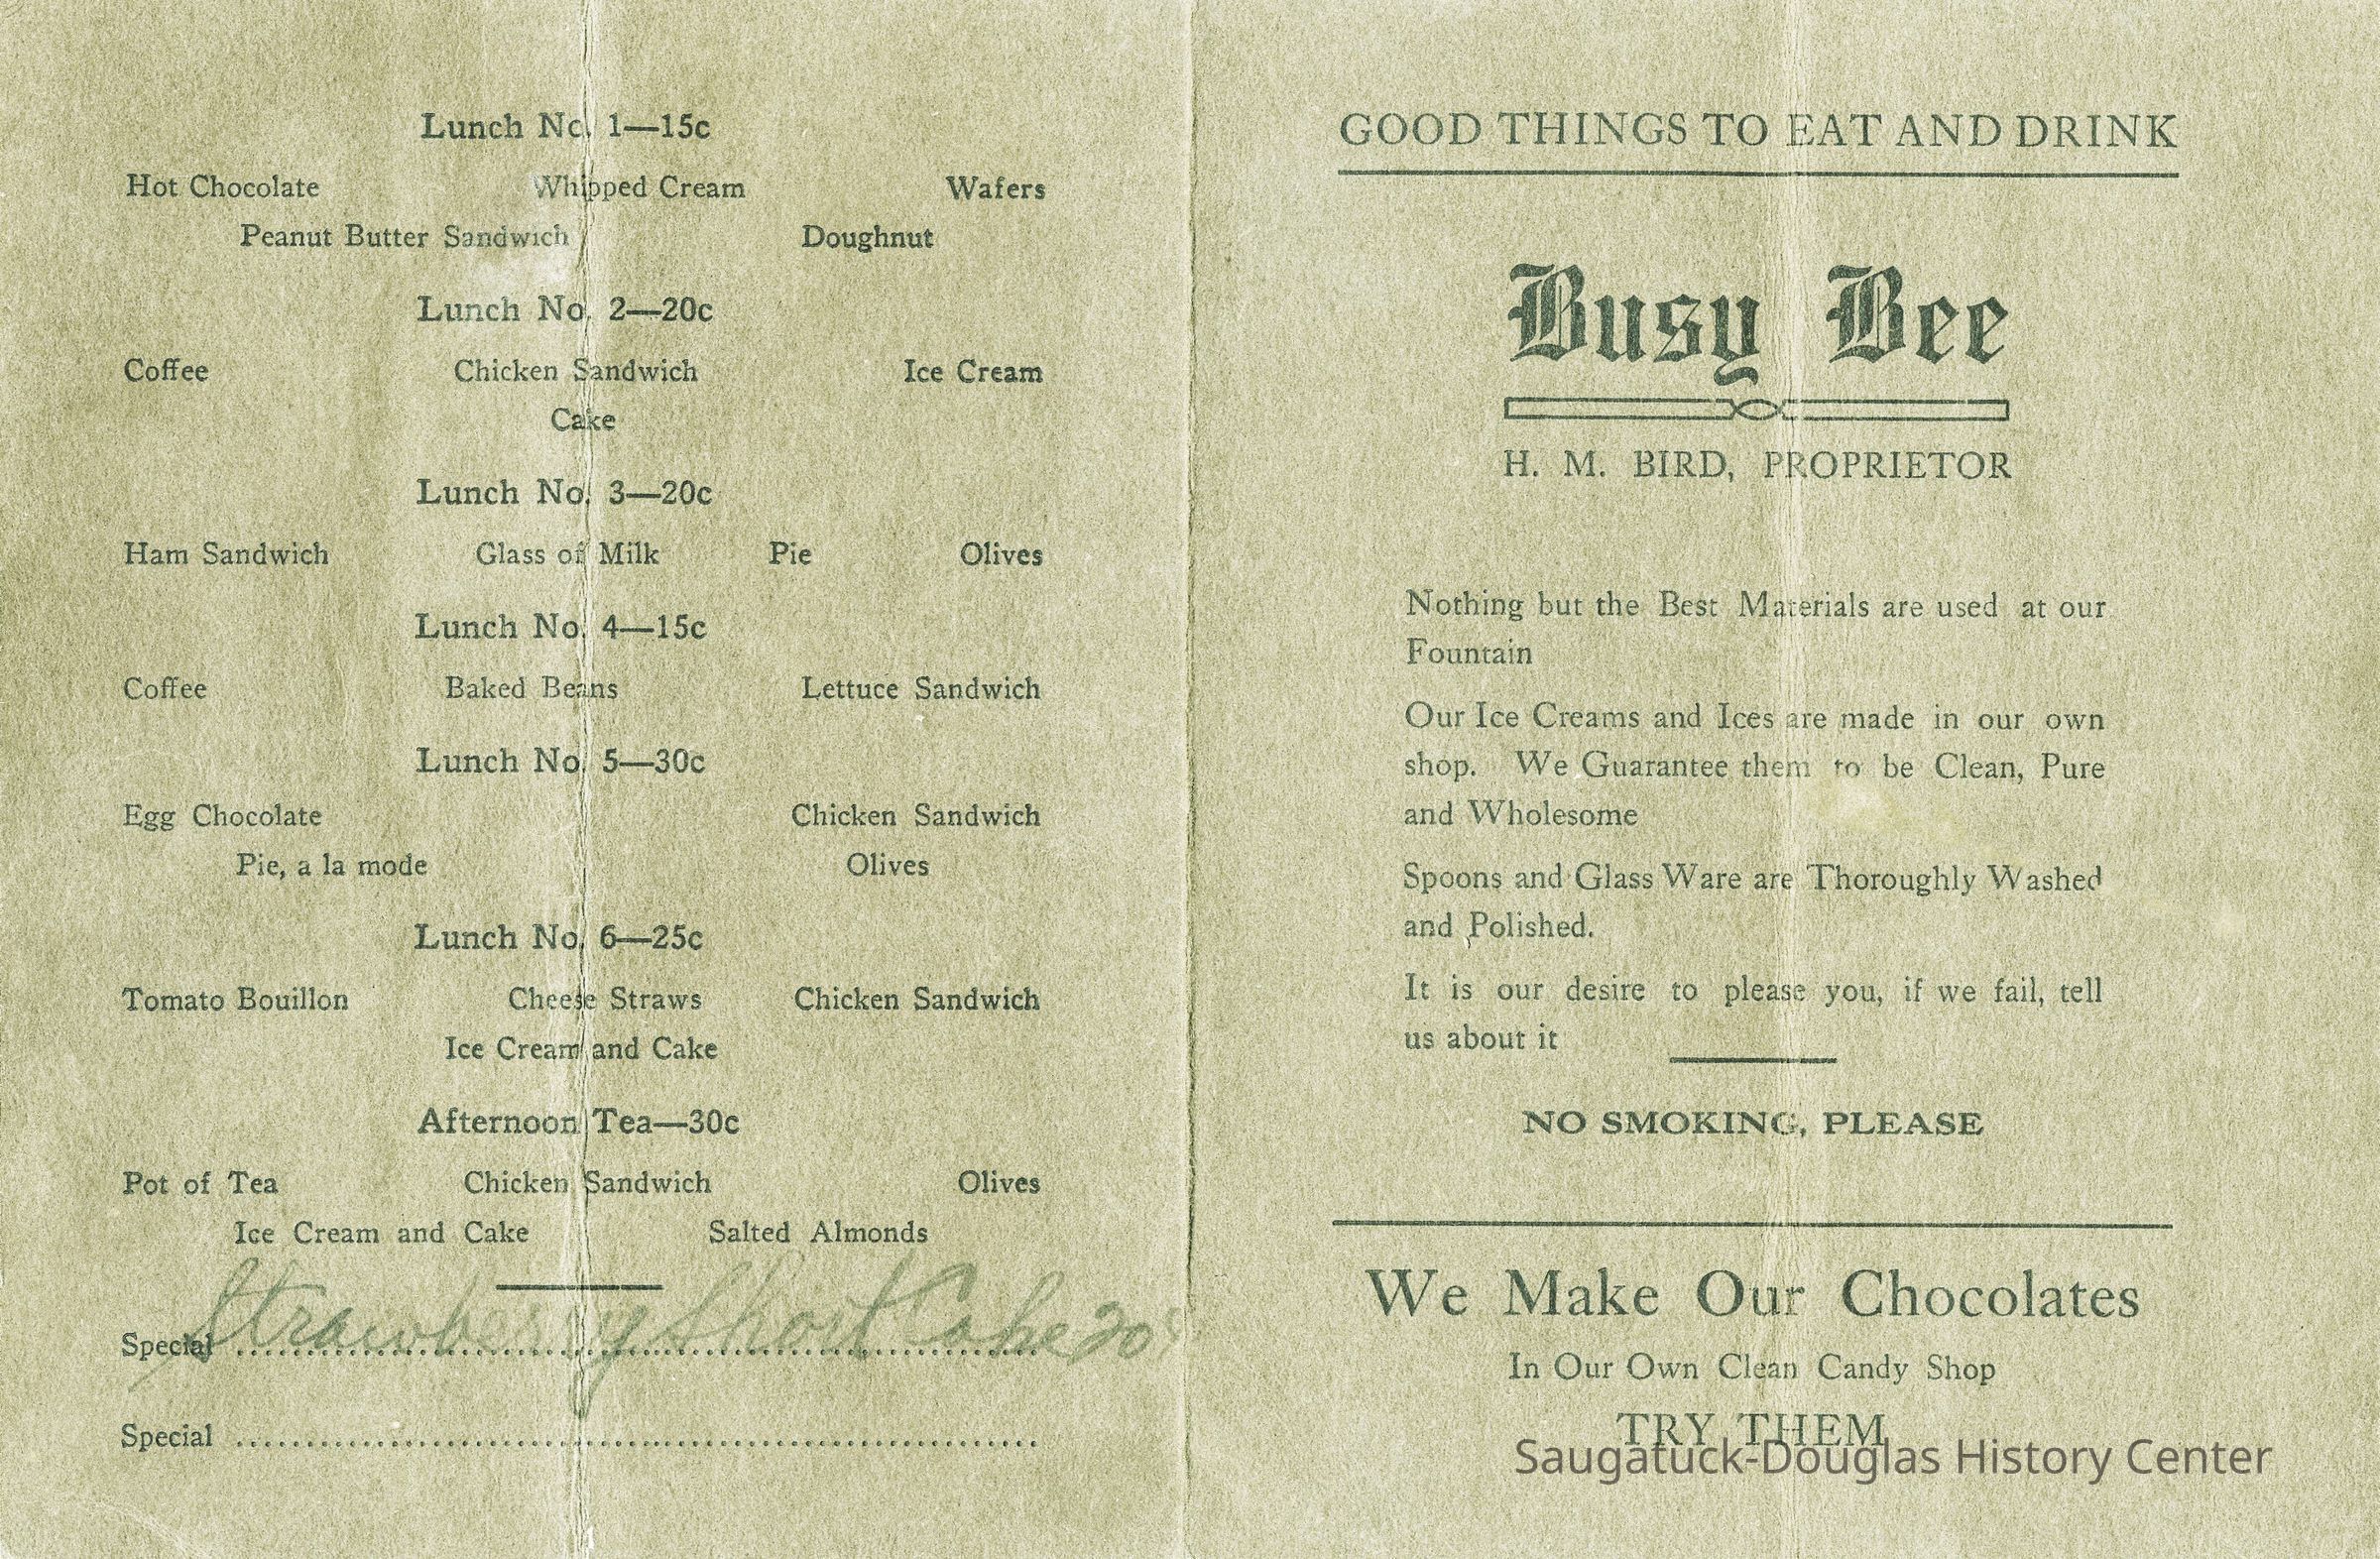 Lunch No. 1—15c
Hot Chocolate Whipped Cream Wafers
Peanut Butter Sandwich Doughnut
Lunch No. 2—20c
Coffee Chicken Sandwich Ice Cream
Cake
Lunch No. 3—20c
Ham Sandwich Glass of Milk Pie Olives
Lunch No. 4—15c
Coffee Baked Beans Lettuce Sandwich
Lunch No. 5—30c
Egg Chocolate Chicken Sandwich
Pie, a la mode Olives
Lunch No. 6—25c
Tomato Bouillon Cheese Straws Chicken Sandwich
Ice Cream and Cake
Afternoon Tea—30c
Pot of Tea Chicken Sandwich Olives
Ice Cream and Cake Salted Almonds
Special Strawberry Short Cake 20¢
Special
GOOD THINGS TO EAT AND DRINK
Busy Bee
H. M. BIRD, PROPRIETOR
Nothing but the Best Materials are used at our
Fountain
Our Ice Creams and Ices are made in our own
shop. We Guarantee them to be Clean, Pure
and Wholesome
Spoons and Glass Ware are Thoroughly Washed
and Polished.
It is our desire to please you, if we fail, tell
us about it
NO SMOKING, PLEASE
We Make Our Chocolates
In Our Own Clean Candy Shop
TRY THEM
Saugatuck-Douglas History Center